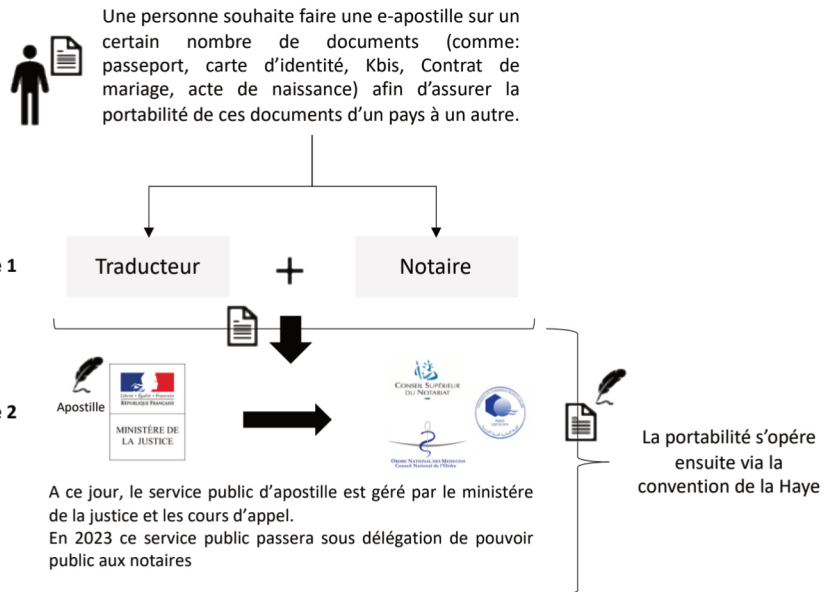 Une personne souhaite faire une e-apostille sur un
certain nombre de documents (comme:
passeport, carte d'identité, Kbis, Contrat de
mariage, acte de naissance) afin d'assurer la
portabilité de ces documents d'un pays à un autre.
e 1
Traducteur
+
Notaire
e 2
Apostille
Liberté • Égalité • Fraternité
RÉPUBLIQUE FRANÇAISE
MINISTÈRE DE
LA JUSTICE
CONSEIL SUPÉRIEUR
DU NOTARIAT
ORDRE NATIONAL DES MEDECINS
Conseil National de l'Ordre
La portabilité s'opére
ensuite via la
convention de la Haye
A ce jour, le service public d'apostille est géré par le ministére
de la justice et les cours d'appel.
En 2023 ce service public passera sous délégation de pouvoir
public aux notaires